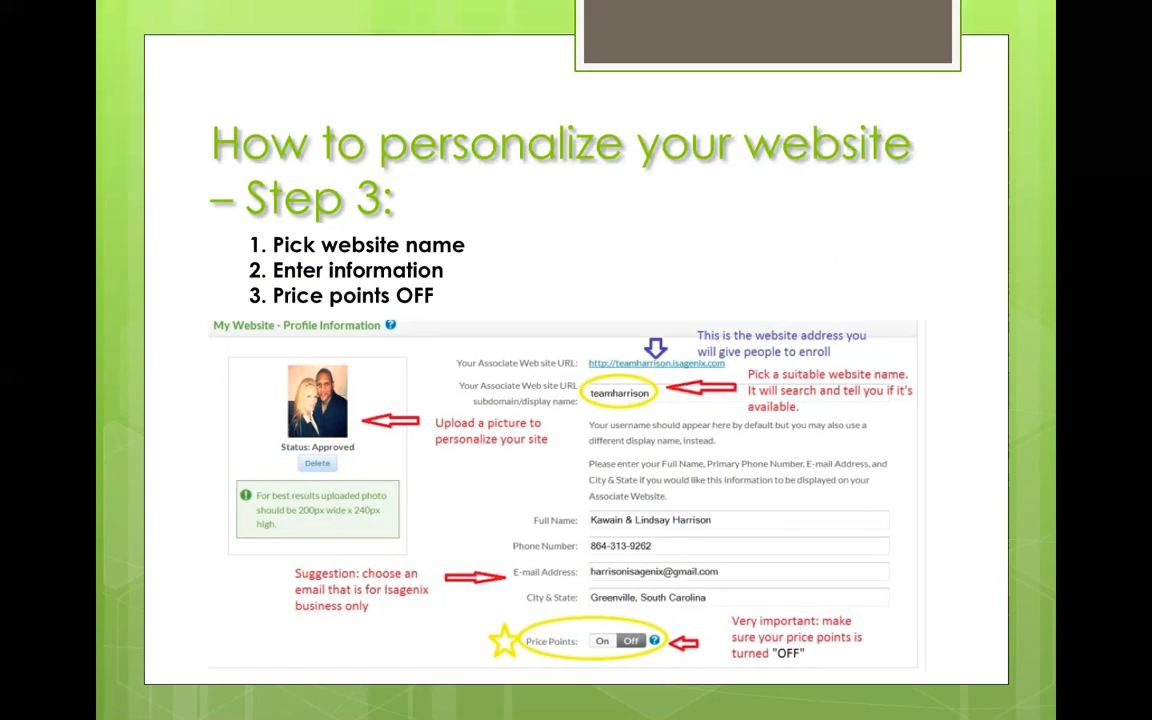 How to personalize your website
– Step 3:
1. Pick website name
2. Enter information
3. Price points OFF
My Website - Profile Information ?
This is the website address you
will give people to enroll
Your Associate Web site URL: http://teamharrison.isagenix.com
Your Associate Web site URL
subdomain/display name:
teamharrison
Pick a suitable website name.
It will search and tell you if it's
available.
Upload a picture to
personalize your site
Status: Approved
Delete
Your username should appear here by default but you may also use a
different display name, instead.
Please enter your Full Name, Primary Phone Number, E-mail Address, and
City & State if you would like this information to be displayed on your
Associate Website.
! For best results uploaded photo
should be 200px wide x 240px
high.
Full Name: Kawain & Lindsay Harrison
Phone Number: 864-313-9262
Suggestion: choose an
email that is for Isagenix
business only
E-mail Address: harrisonisagenix@gmail.com
City & State: Greenville, South Carolina
Price Points: On Off ?
Very important: make
sure your price points is
turned "OFF"